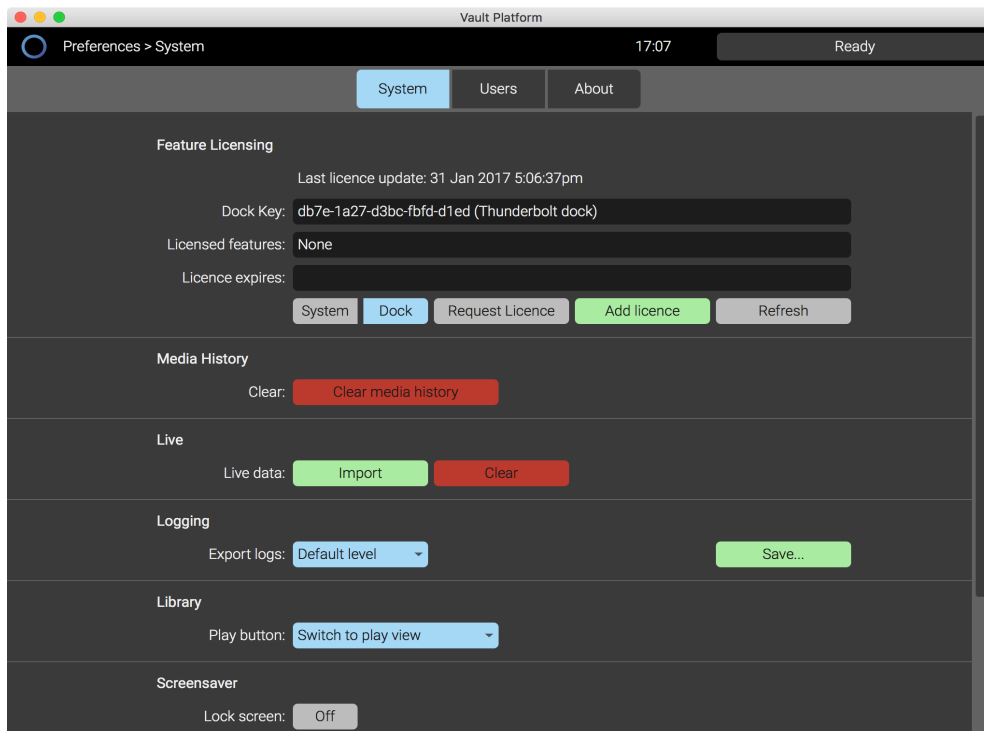 Vault Platform
Preferences > System 17:07 Ready
System Users About
Feature Licensing
Last licence update: 31 Jan 2017 5:06:37pm
Dock Key: db7e-1a27-d3bc-fbfd-d1ed (Thunderbolt dock)
Licensed features: None
Licence expires:
System Dock Request Licence Add licence Refresh
Media History
Clear: Clear media history
Live
Live data: Import Clear
Logging
Export logs: Default level Save...
Library
Play button: Switch to play view
Screensaver
Lock screen: Off